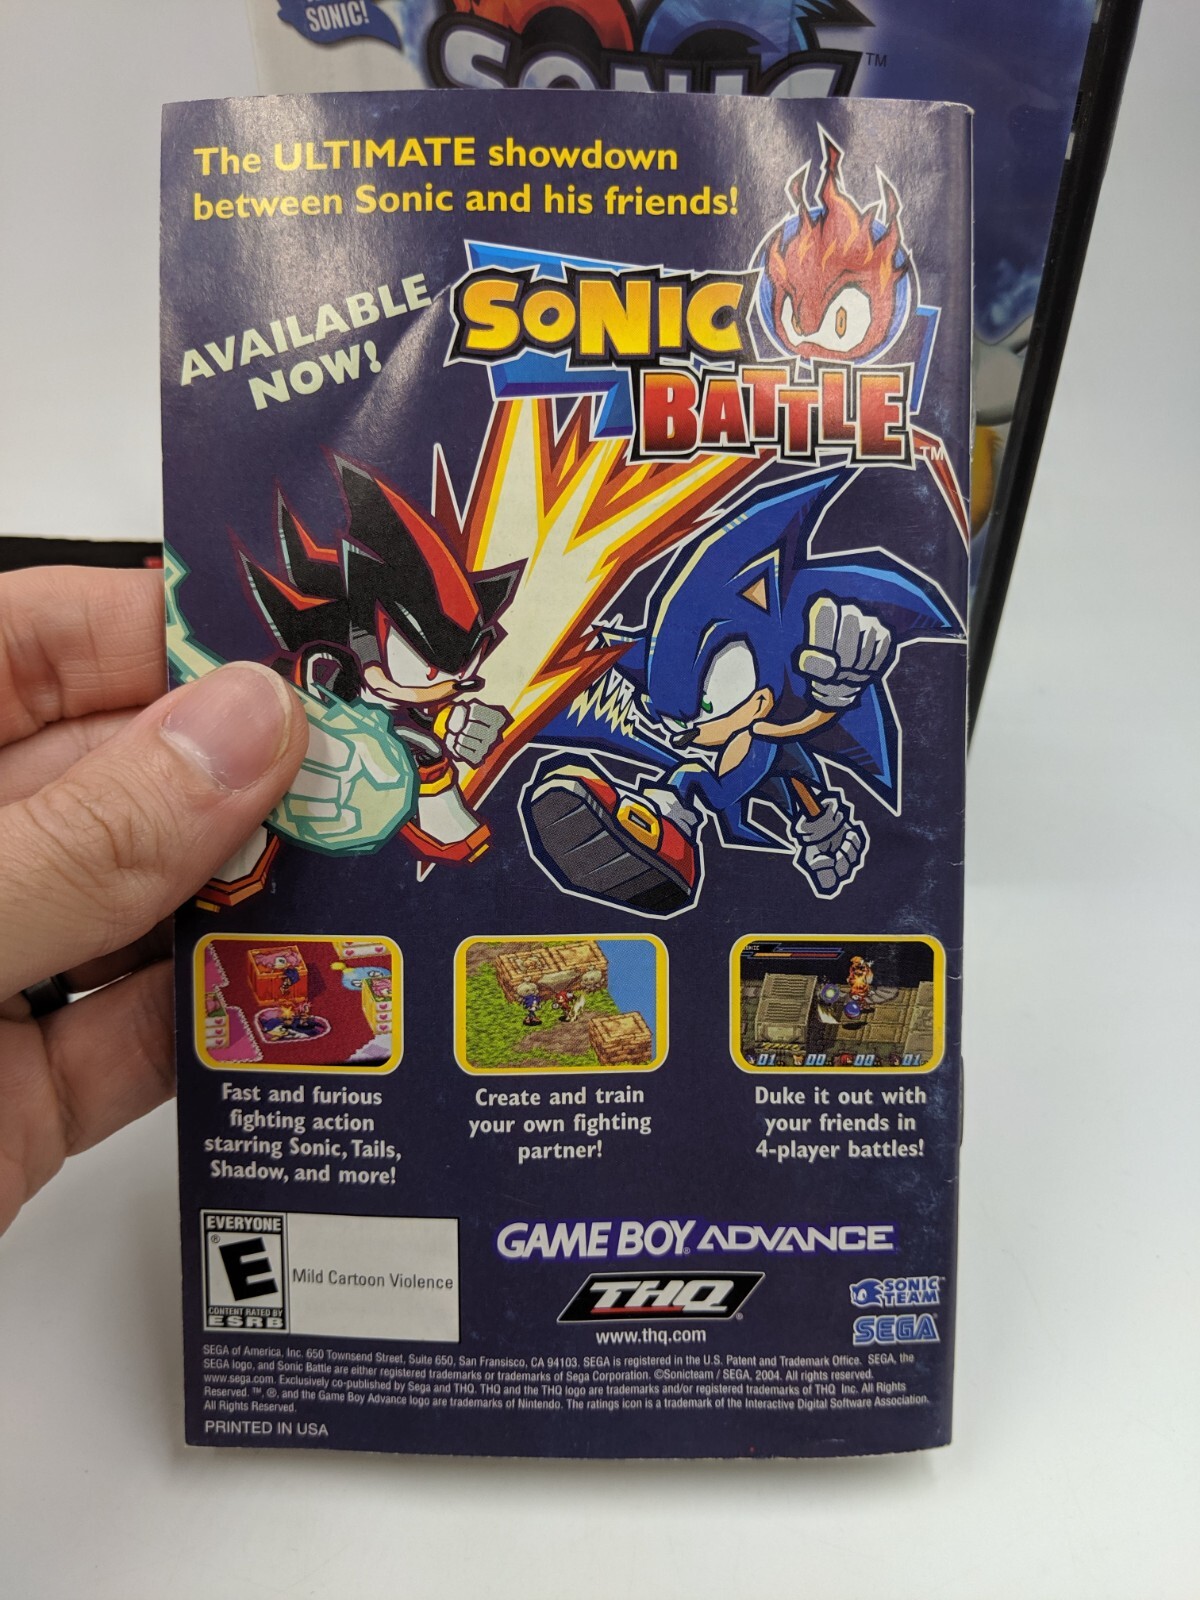 SONIC!
SONIC™
The ULTIMATE showdown
between Sonic and his friends!
AVAILABLE
NOW!
SONIC
BATTLE™
Fast and furious
fighting action
starring Sonic, Tails,
Shadow, and more!
Create and train
your own fighting
partner!
Duke it out with
your friends in
4-player battles!
EVERYONE
E®
CONTENT RATED BY
ESRB
Mild Cartoon Violence
GAME BOY ADVANCE
THQ®
www.thq.com
SONIC
TEAM™
SEGA®
SEGA of America, Inc. 650 Townsend Street, Suite 650, San Fransisco, CA 94103. SEGA is registered in the U.S. Patent and Trademark Office. SEGA, the
SEGA logo, and Sonic Battle are either registered trademarks or trademarks of Sega Corporation. ©Sonicteam / SEGA, 2004. All rights reserved.
www.sega.com. Exclusively co-published by Sega and THQ. THQ and the THQ logo are trademarks and/or registered trademarks of THQ Inc. All Rights
Reserved. ™, ®, and the Game Boy Advance logo are trademarks of Nintendo. The ratings icon is a trademark of the Interactive Digital Software Association.
All Rights Reserved.
PRINTED IN USA